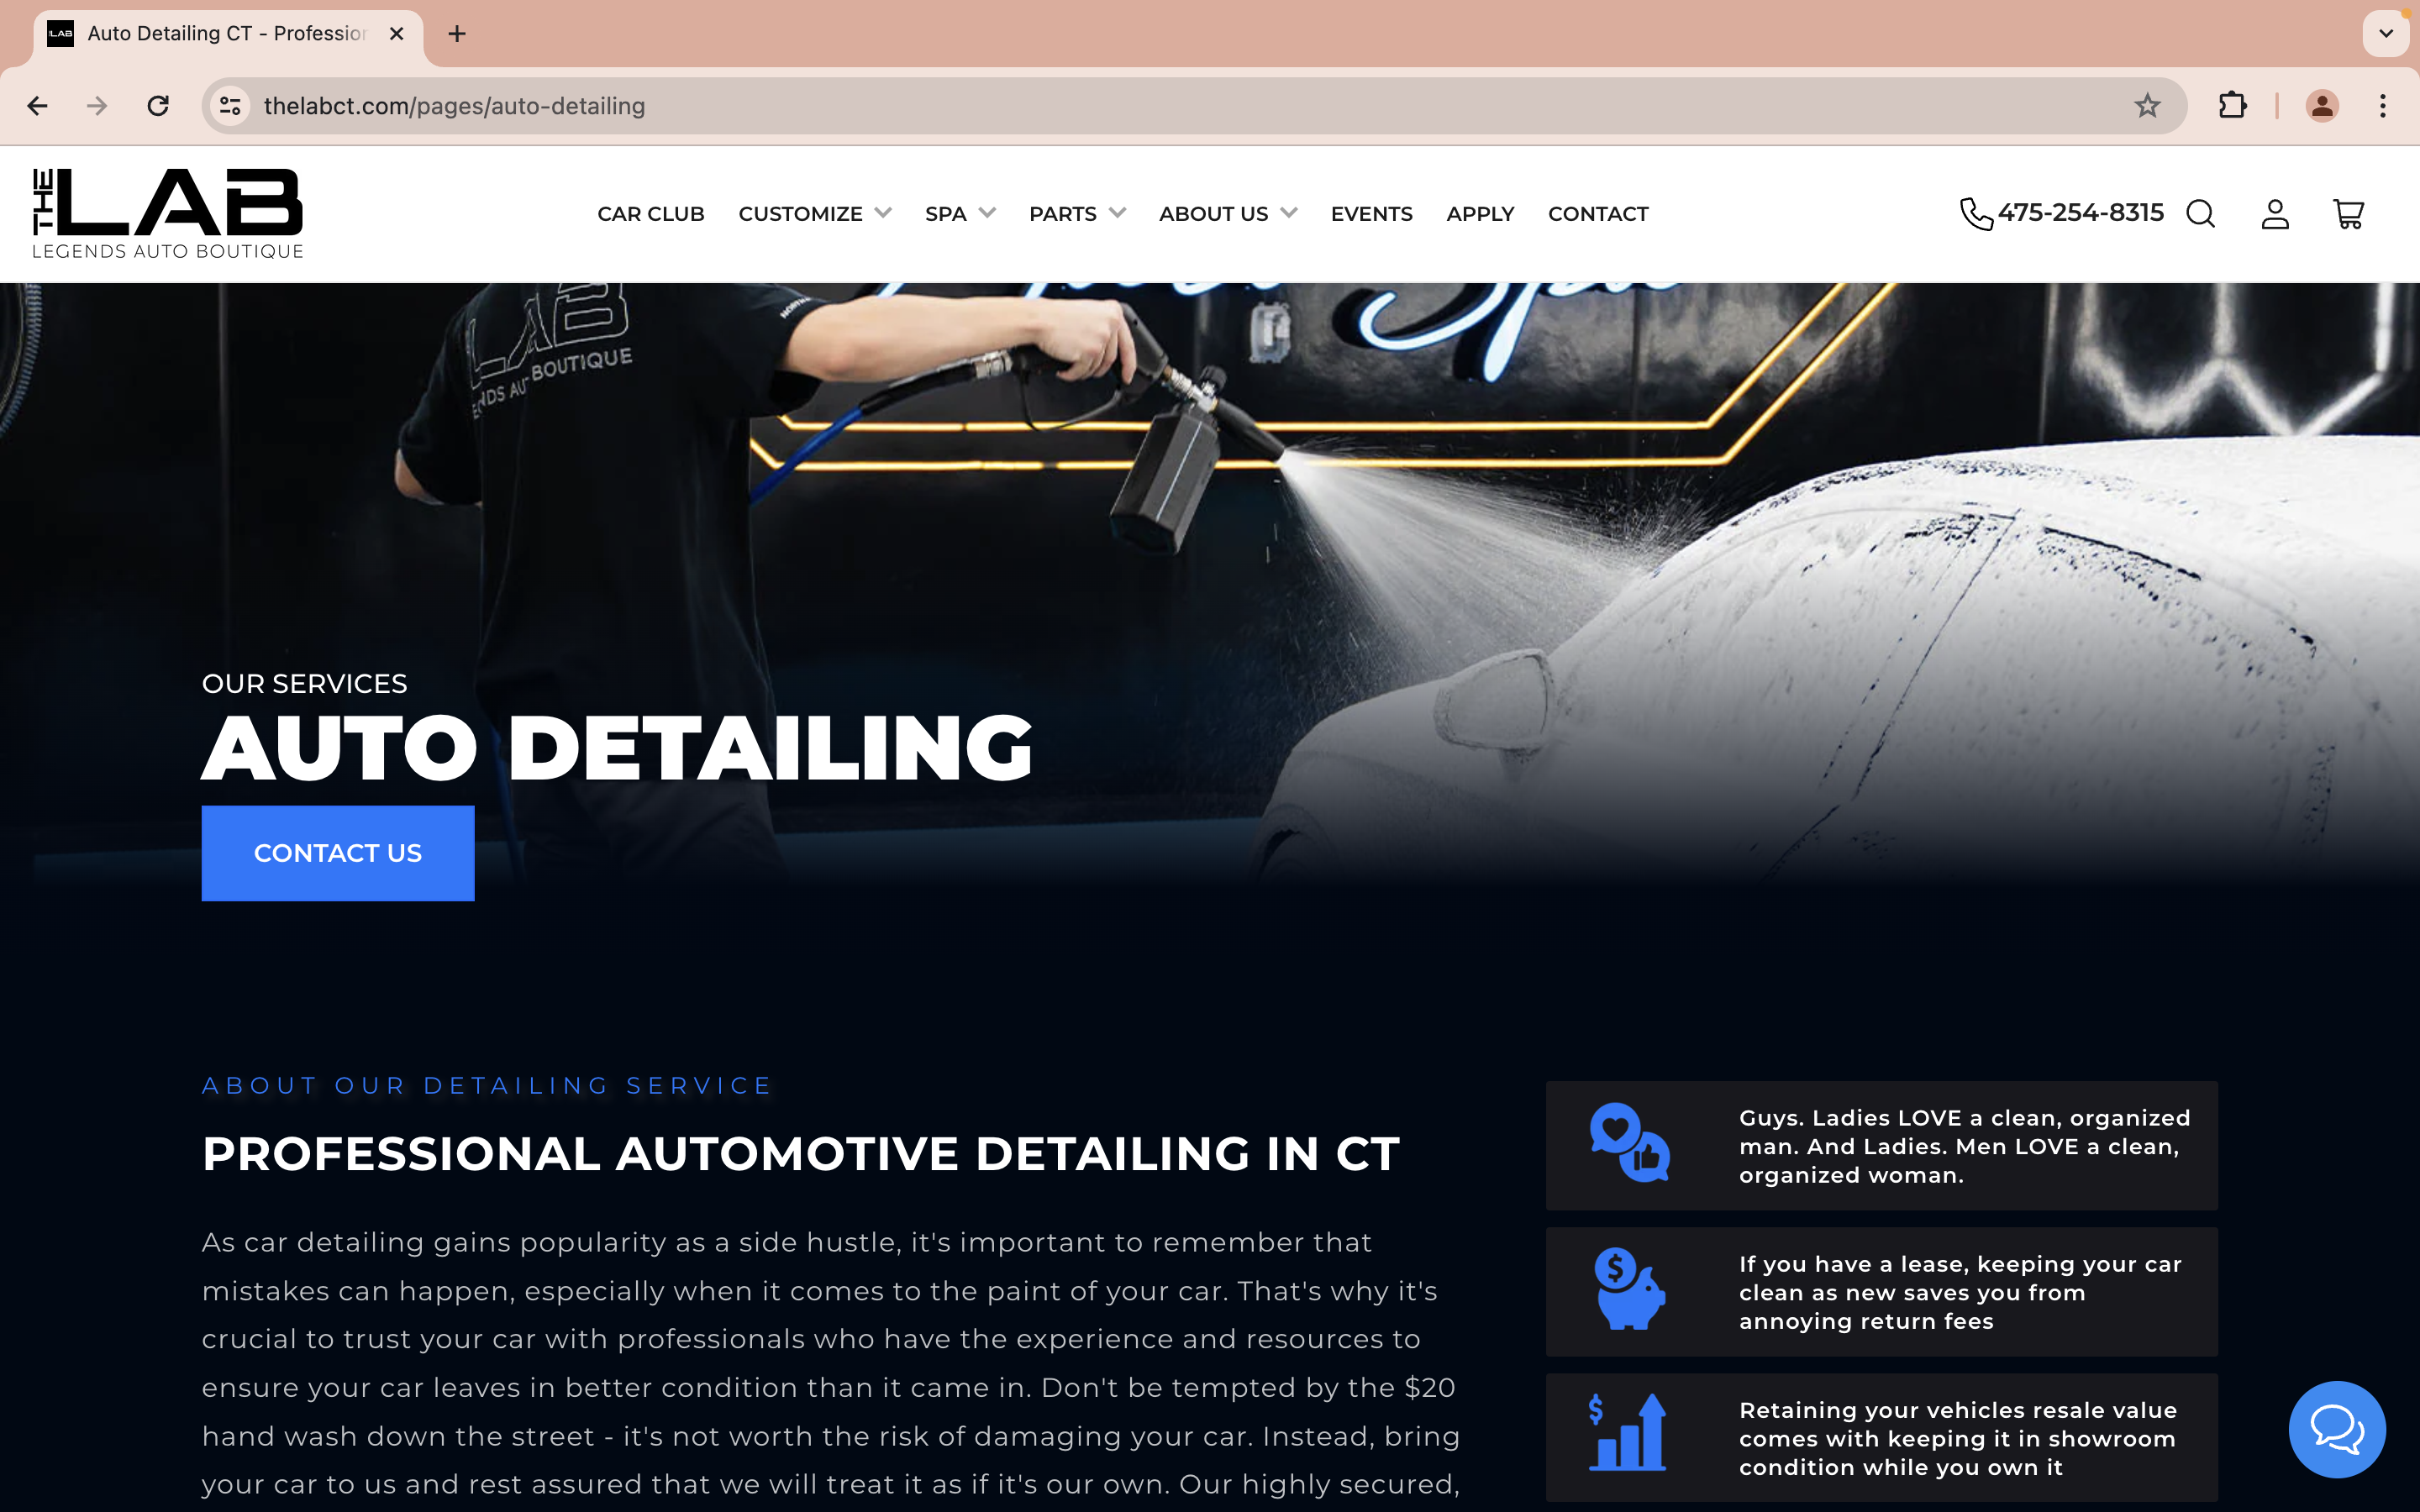 LAB
Auto Detailing CT - Profession
thelabct.com/pages/auto-detailing
THE LAB
LEGENDS AUTO BOUTIQUE
CAR CLUB
CUSTOMIZE
SPA
PARTS
ABOUT US
EVENTS
APPLY
CONTACT
475-254-8315
LAB
BOUTIQUE
Spa
OUR SERVICES
AUTO DETAILING
CONTACT US
ABOUT OUR DETAILING SERVICE
PROFESSIONAL AUTOMOTIVE DETAILING IN CT
As car detailing gains popularity as a side hustle, it's important to remember that
mistakes can happen, especially when it comes to the paint of your car. That's why it's
crucial to trust your car with professionals who have the experience and resources to
ensure your car leaves in better condition than it came in. Don't be tempted by the $20
hand wash down the street - it's not worth the risk of damaging your car. Instead, bring
your car to us and rest assured that we will treat it as if it's our own. Our highly secured,
Guys. Ladies LOVE a clean, organized
man. And Ladies. Men LOVE a clean,
organized woman.
If you have a lease, keeping your car
clean as new saves you from
annoying return fees
Retaining your vehicles resale value
comes with keeping it in showroom
condition while you own it